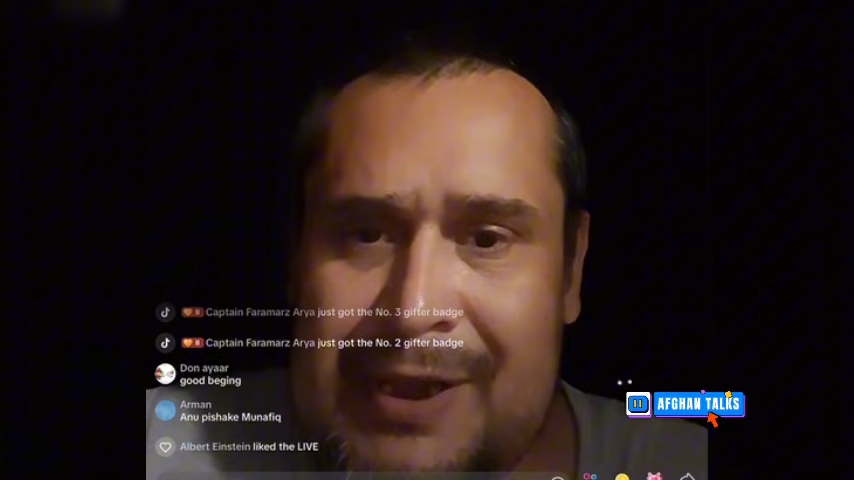 Captain Faramarz Arya just got the No. 3 gifter badge
Captain Faramarz Arya just got the No. 2 gifter badge
Don ayaar
good beging
Arman
Anu pishake Munafiq
Albert Einstein liked the LIVE
AFGHAN TALKS